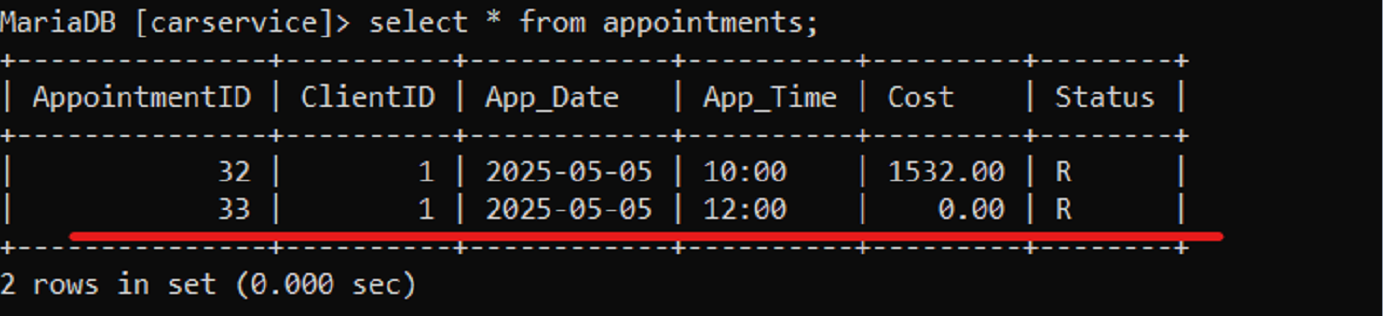 MariaDB [carservice]> select * from appointments;
+---------------+----------+------------+----------+---------+--------+
| AppointmentID | ClientID | App_Date   | App_Time | Cost    | Status |
+---------------+----------+------------+----------+---------+--------+
|            32 |        1 | 2025-05-05 | 10:00    | 1532.00 | R      |
|            33 |        1 | 2025-05-05 | 12:00    |    0.00 | R      |
+---------------+----------+------------+----------+---------+--------+
2 rows in set (0.000 sec)